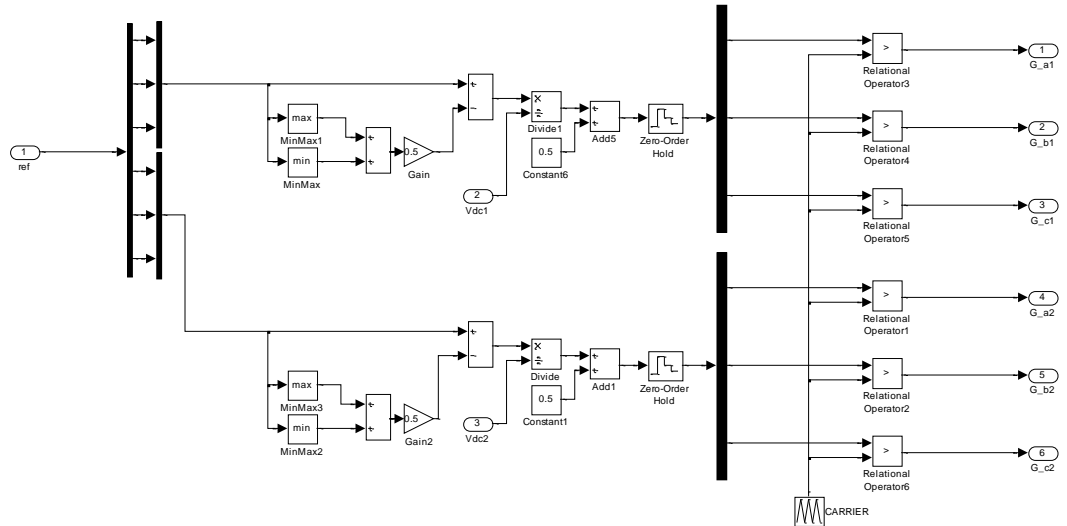 1
ref
max
MinMax1
min
MinMax
0.5
Gain
2
Vdc1
Divide1
0.5
Constant6
Add5
Zero-Order
Hold
>
Relational
Operator3
1
G_a1
>
Relational
Operator4
2
G_b1
>
Relational
Operator5
3
G_c1
max
MinMax3
min
MinMax2
0.5
Gain2
3
Vdc2
Divide
0.5
Constant1
Add1
Zero-Order
Hold
>
Relational
Operator1
4
G_a2
>
Relational
Operator2
5
G_b2
>
Relational
Operator6
6
G_c2
CARRIER